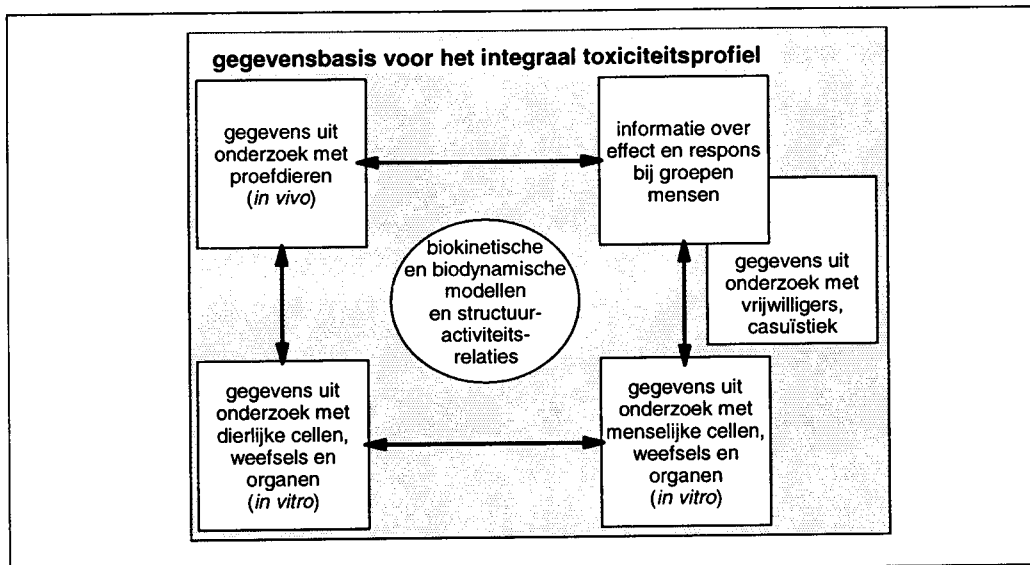 gegevensbasis voor het integraal toxiciteitsprofiel
gegevens uit
onderzoek met
proefdieren
(in vivo)
informatie over
effect en respons
bij groepen
mensen
gegevens uit
onderzoek met
vrijwilligers,
casuïstiek
biokinetische
en biodynamische
modellen
en structuur-
activiteits-
relaties
gegevens uit
onderzoek met
dierlijke cellen,
weefsels en
organen
(in vitro)
gegevens uit
onderzoek met
menselijke cellen,
weefsels en
organen
(in vitro)